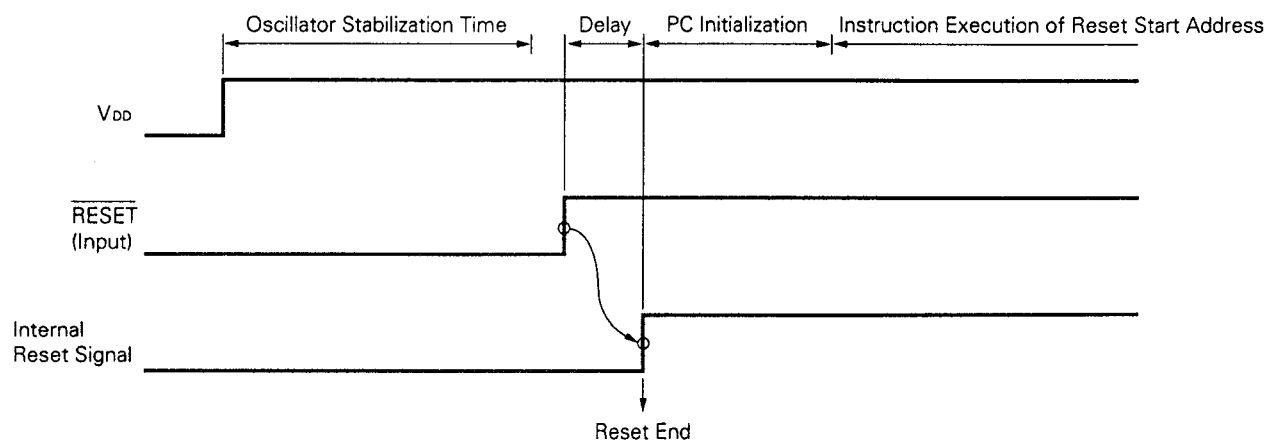 Oscillator Stabilization Time
Delay
PC Initialization
Instruction Execution of Reset Start Address
VDD
RESET
(Input)
Internal
Reset Signal
Reset End